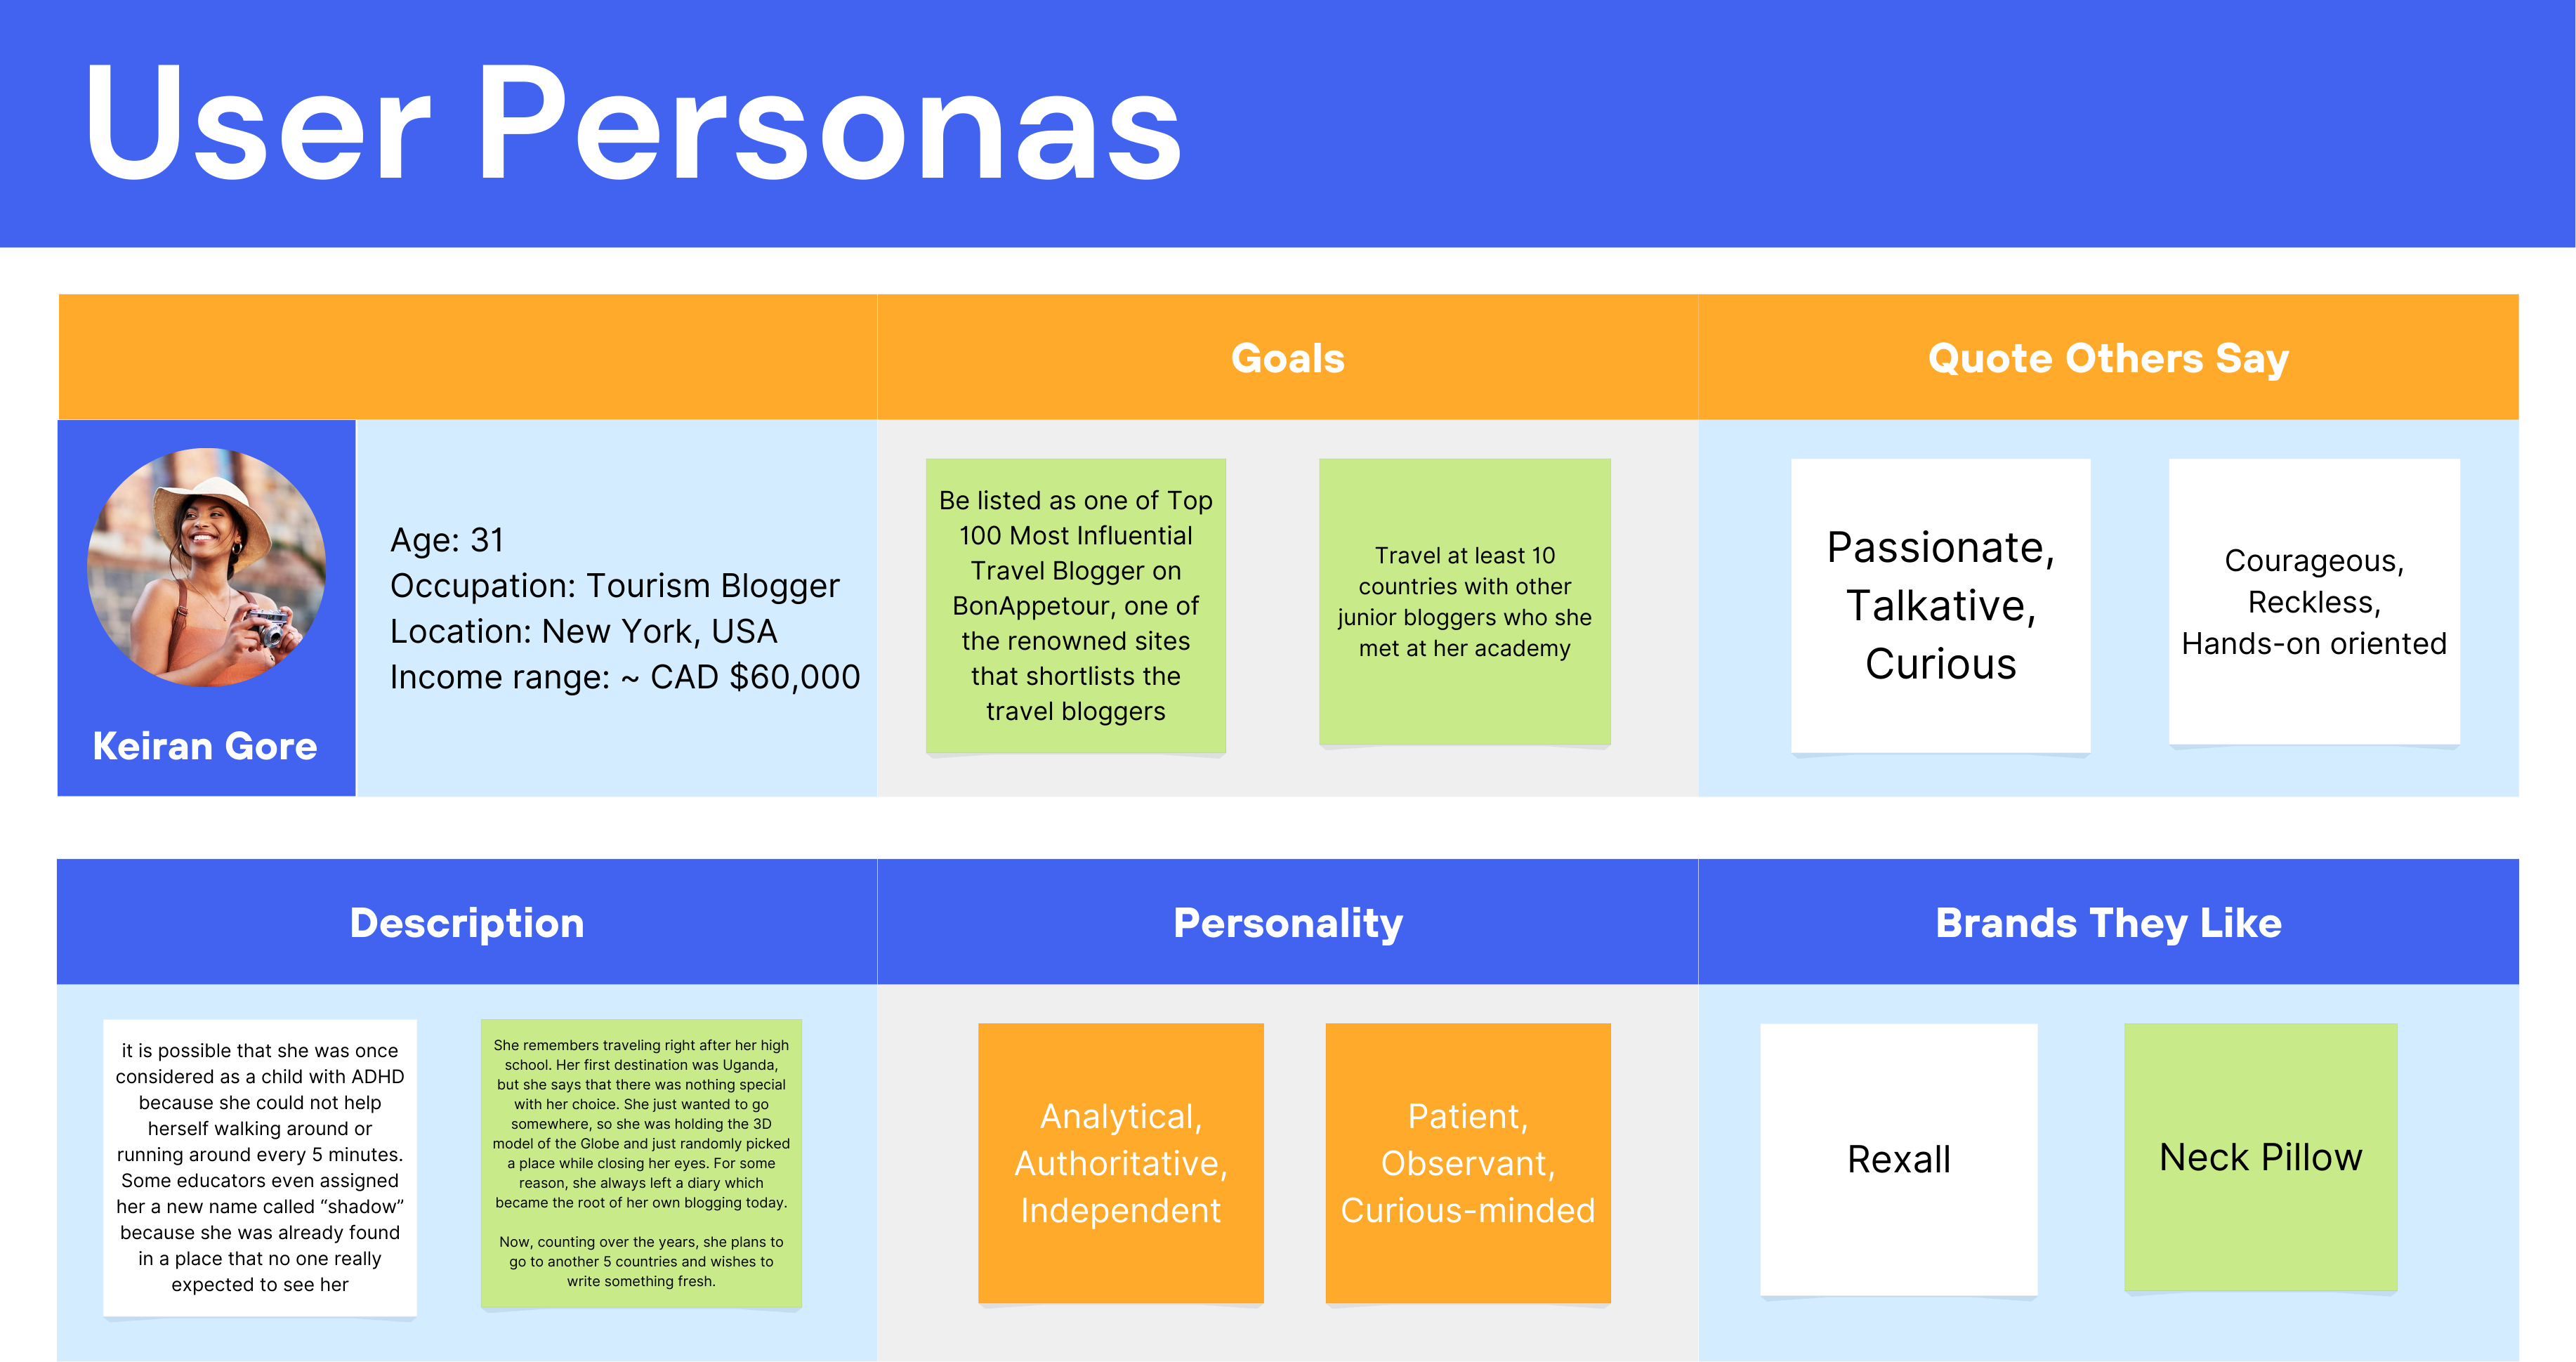 User Personas
Goals
Quote Others Say
Keiran Gore
Age: 31
Occupation: Tourism Blogger
Location: New York, USA
Income range: ~ CAD $60,000
Be listed as one of Top
100 Most Influential
Travel Blogger on
BonAppetour, one of
the renowned sites
that shortlists the
travel bloggers
Travel at least 10
countries with other
junior bloggers who she
met at her academy
Passionate,
Talkative,
Curious
Courageous,
Reckless,
Hands-on oriented
Description
Personality
Brands They Like
it is possible that she was once
considered as a child with ADHD
because she could not help
herself walking around or
running around every 5 minutes.
Some educators even assigned
her a new name called “shadow”
because she was already found
in a place that no one really
expected to see her
She remembers traveling right after her high
school. Her first destination was Uganda,
but she says that there was nothing special
with her choice. She just wanted to go
somewhere, so she was holding the 3D
model of the Globe and just randomly picked
a place while closing her eyes. For some
reason, she always left a diary which
became the root of her own blogging today.
Now, counting over the years, she plans to
go to another 5 countries and wishes to
write something fresh.
Analytical,
Authoritative,
Independent
Patient,
Observant,
Curious-minded
Rexall
Neck Pillow